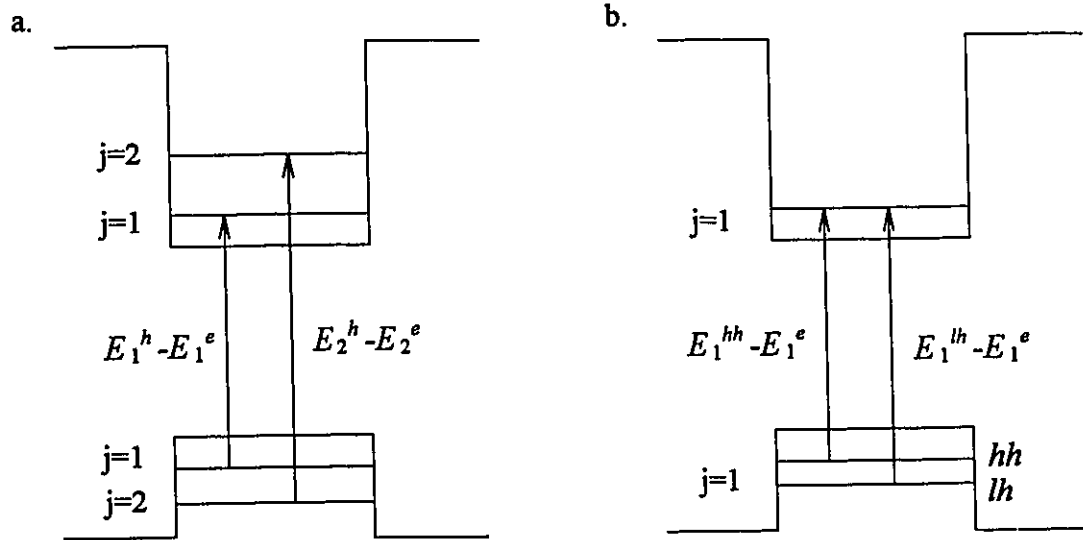 a.
j=2
j=1
E₁ʰ-E₁ᵉ
E₂ʰ-E₂ᵉ
j=1
j=2
b.
j=1
E₁ʰʰ-E₁ᵉ
E₁ˡʰ-E₁ᵉ
j=1
hh
lh